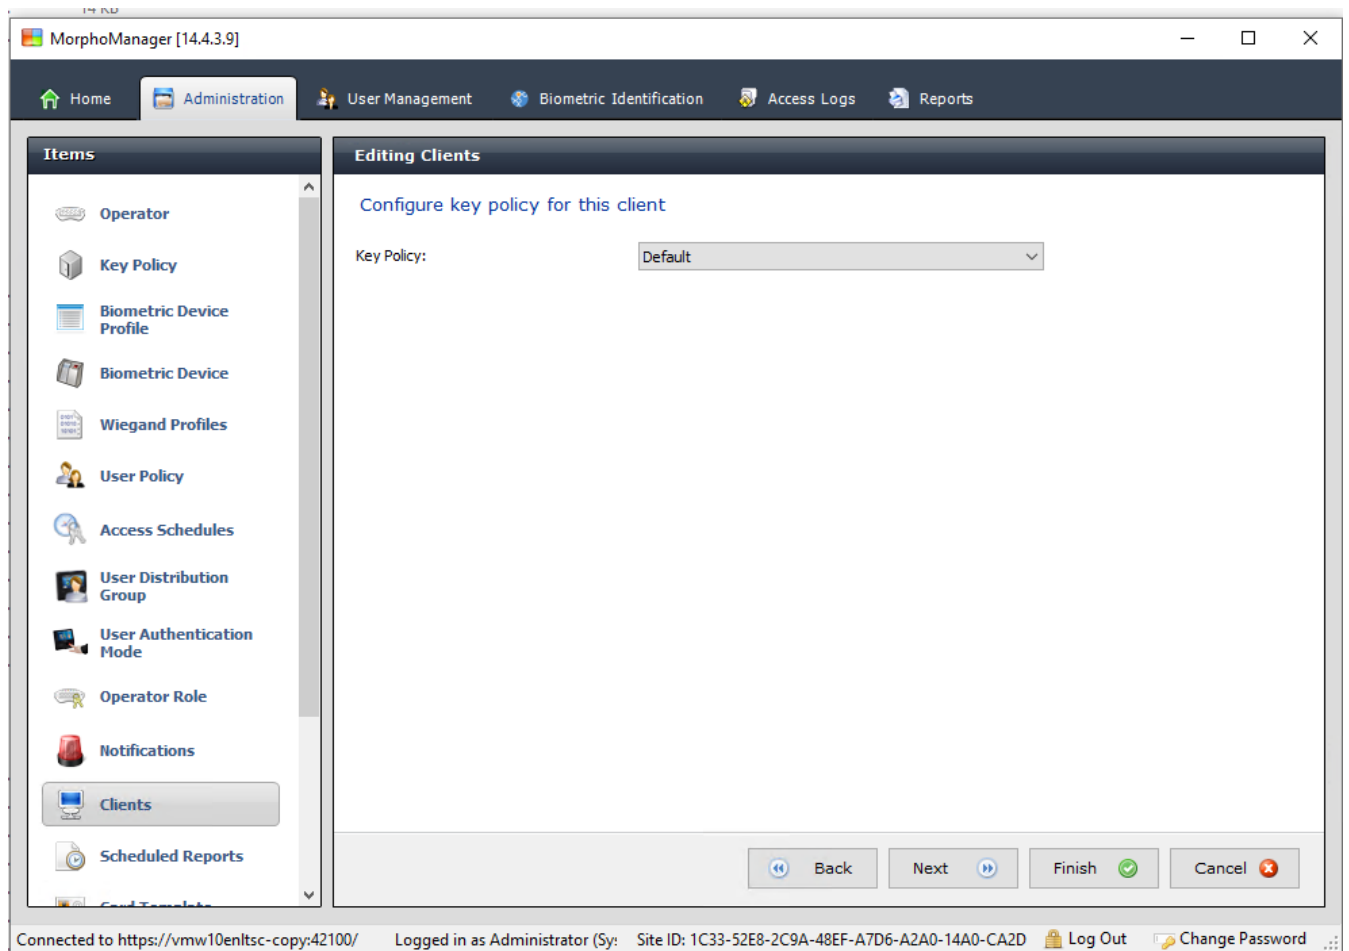 14 KB
MorphoManager [14.4.3.9]
Home
Administration
User Management
Biometric Identification
Access Logs
Reports
Items
Operator
Key Policy
Biometric Device
Profile
Biometric Device
Wiegand Profiles
User Policy
Access Schedules
User Distribution
Group
User Authentication
Mode
Operator Role
Notifications
Clients
Scheduled Reports
Card Template
Editing Clients
Configure key policy for this client
Key Policy:
Default
Back
Next
Finish
Cancel
Connected to https://vmw10enltsc-copy:42100/
Logged in as Administrator (Sy:
Site ID: 1C33-52E8-2C9A-48EF-A7D6-A2A0-14A0-CA2D
Log Out
Change Password